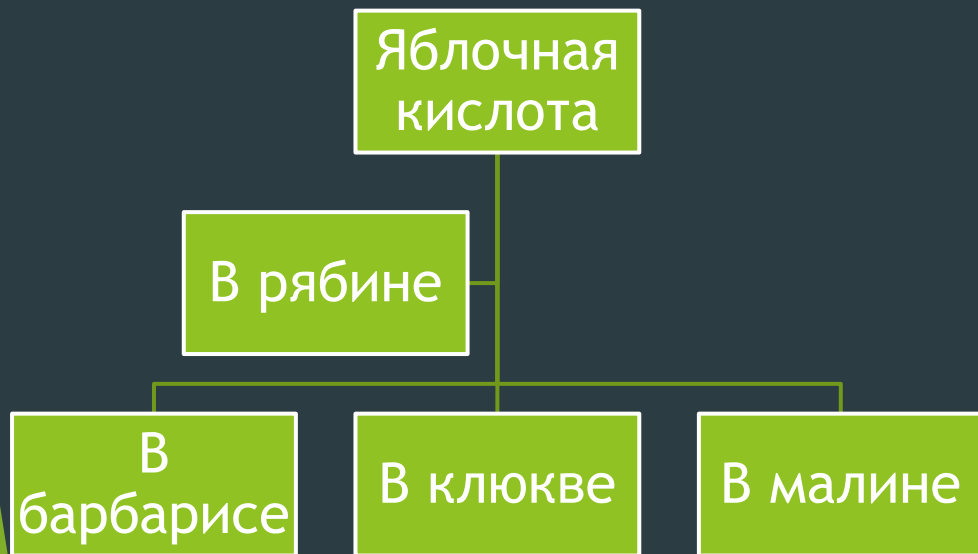 Яблочная
кислота
В рябине
В
барбарисе
В клюкве
В малине